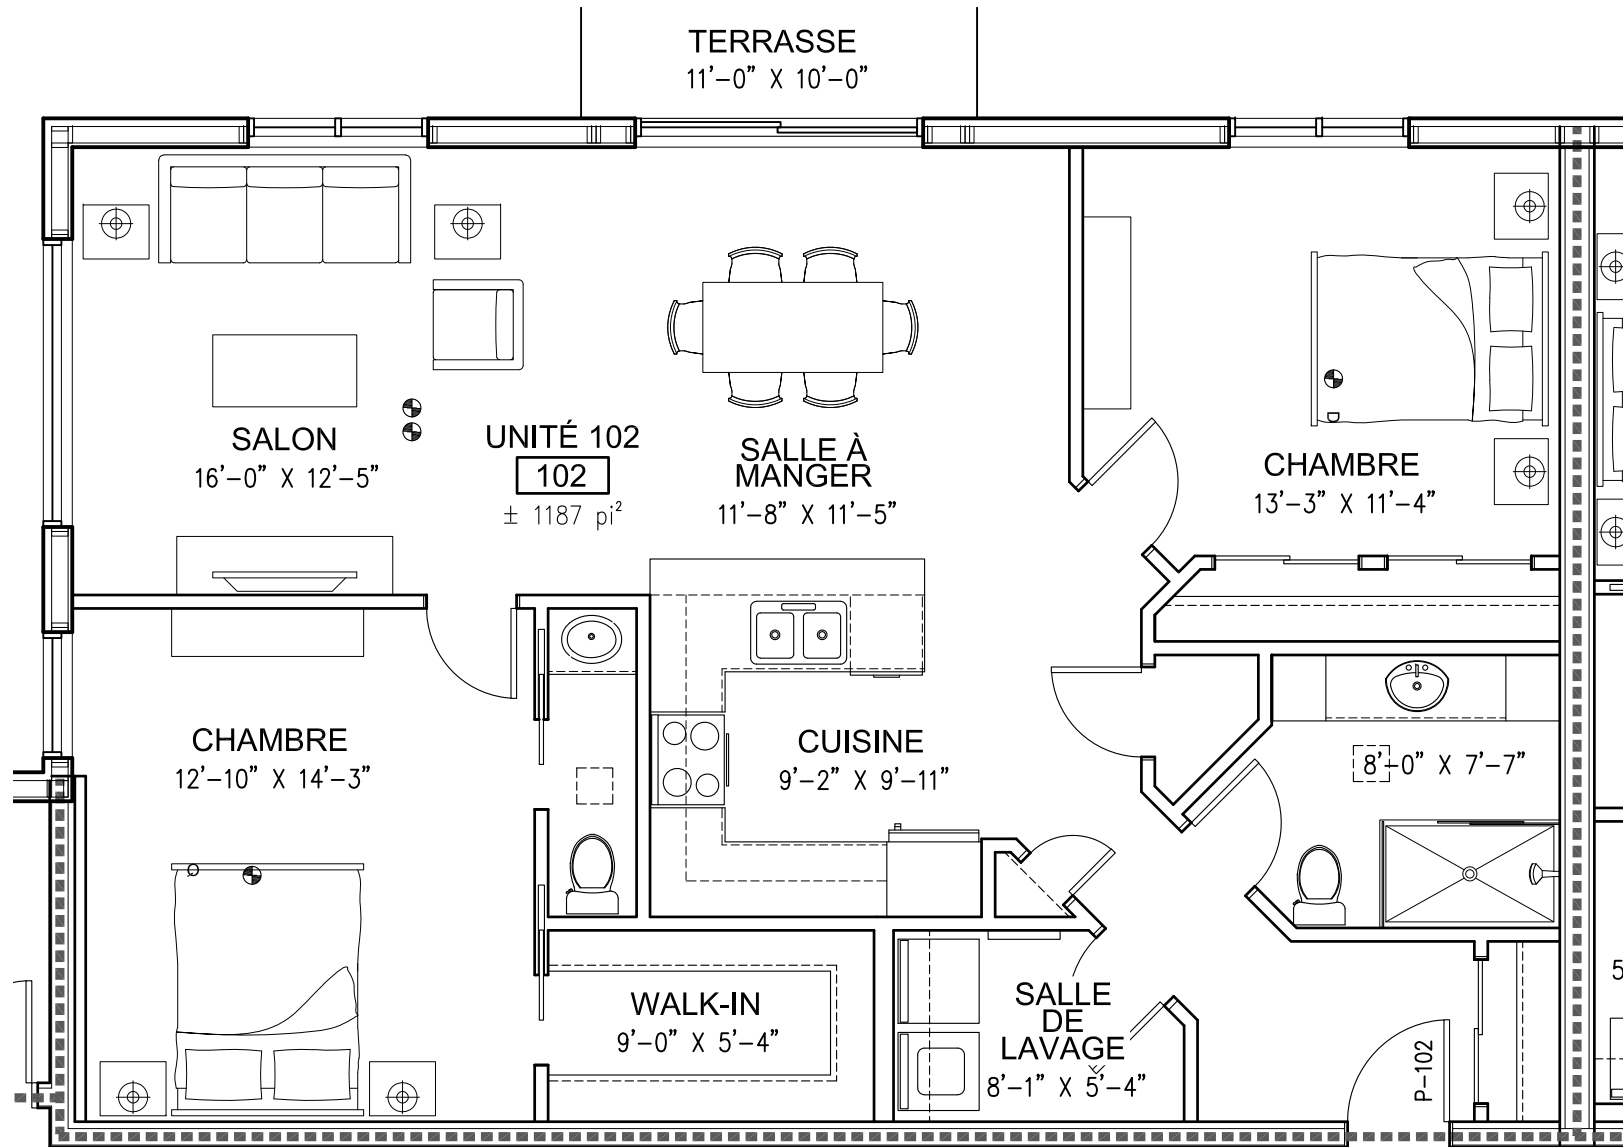 TERRASSE
11'-0" X 10'-0"
SALON
16'-0" X 12'-5"
UNITÉ 102
102
± 1187 pi²
SALLE À
MANGER
11'-8" X 11'-5"
CHAMBRE
13'-3" X 11'-4"
CHAMBRE
12'-10" X 14'-3"
CUISINE
9'-2" X 9'-11"
8'-0" X 7'-7"
WALK-IN
9'-0" X 5'-4"
SALLE
DE
LAVAGE
8'-1" X 5'-4"
P-102
5